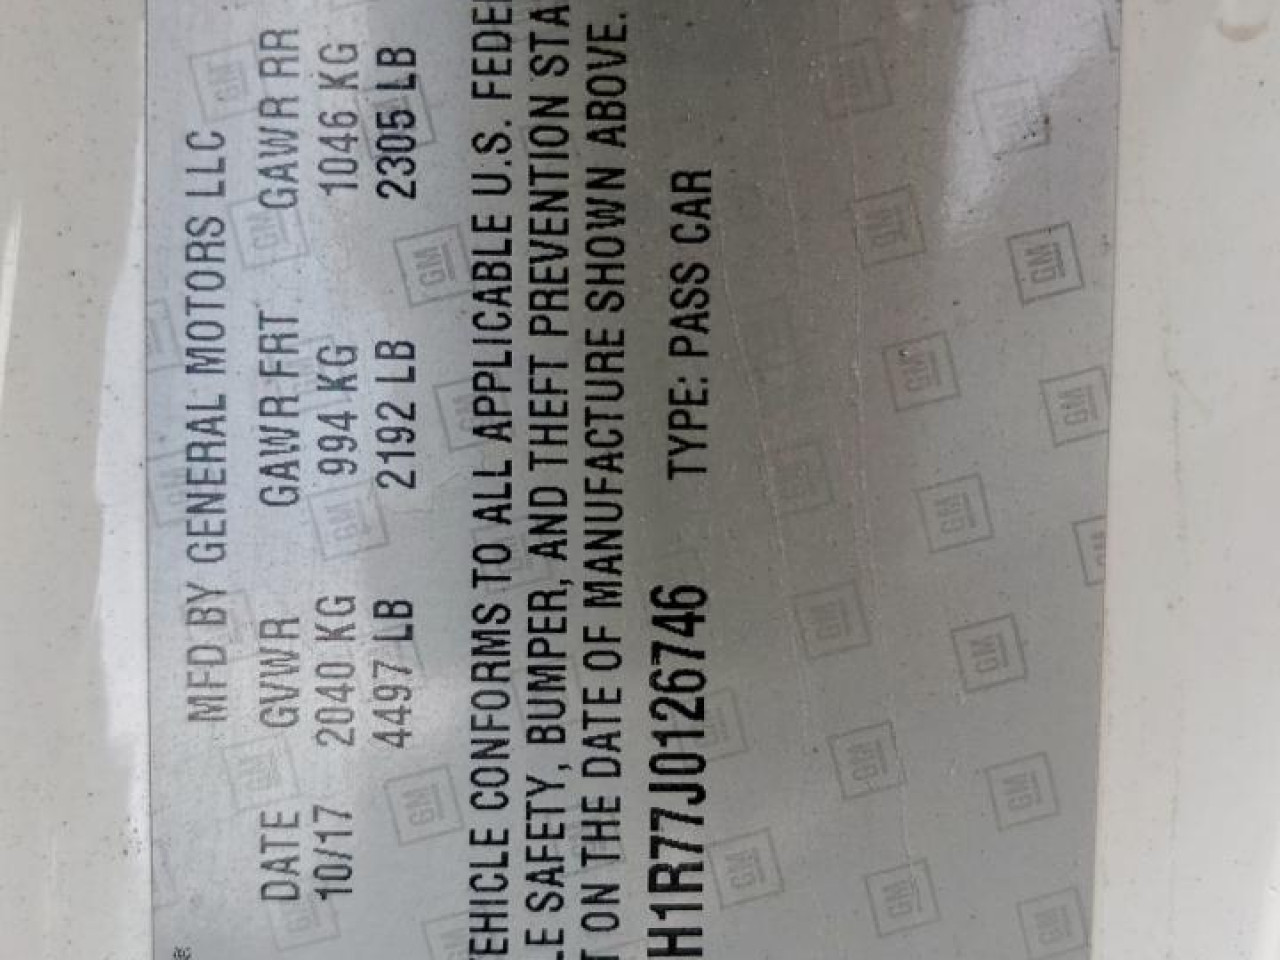 MFD BY GENERAL MOTORS LLC
DATE GVWR GAWR FRT GAWR RR
10/17 2040 KG 994 KG 1046 KG
4497 LB 2192 LB 2305 LB
EHICLE CONFORMS TO ALL APPLICABLE U.S. FEDE
LE SAFETY, BUMPER, AND THEFT PREVENTION STA
T ON THE DATE OF MANUFACTURE SHOWN ABOVE.
H1R77J0126746 TYPE: PASS CAR